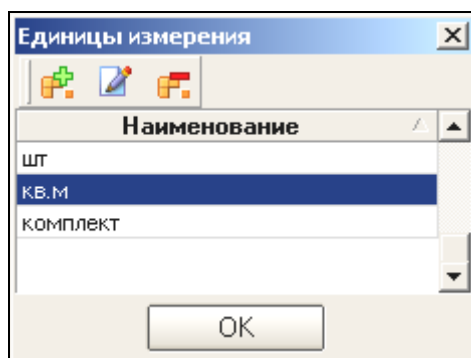 Единицы измерения
Наименование
шт
кв.м
комплект
OK